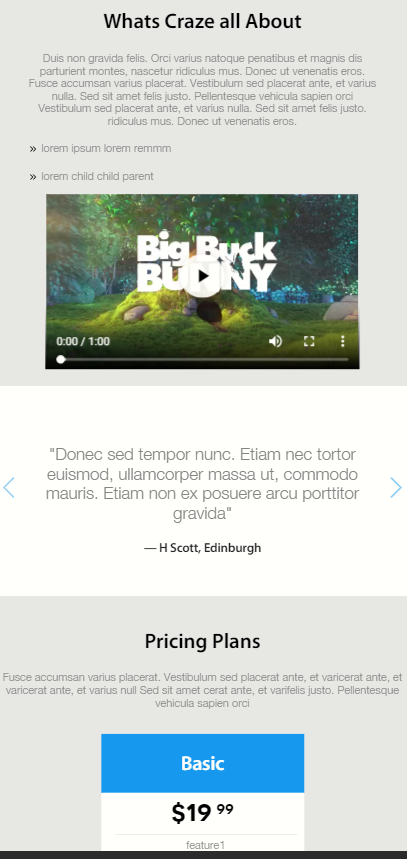 Whats Craze all About
Duis non gravida felis. Orci varius natoque penatibus et magnis dis
parturient montes, nascetur ridiculus mus. Donec ut venenatis eros.
Fusce accumsan varius placerat. Vestibulum sed placerat ante, et varius
nulla. Sed sit amet felis justo. Pellentesque vehicula sapien orci
Vestibulum sed placerat ante, et varius nulla. Sed sit amet felis justo.
ridiculus mus. Donec ut venenatis eros.
» lorem ipsum lorem remmm
» lorem child child parent
Big Buck
BUNNY
0:00 / 1:00
"Donec sed tempor nunc. Etiam nec tortor
euismod, ullamcorper massa ut, commodo
mauris. Etiam non ex posuere arcu porttitor
gravida"
— H Scott, Edinburgh
Pricing Plans
Fusce accumsan varius placerat. Vestibulum sed placerat ante, et varicerat ante, et
varicerat ante, et varius null Sed sit amet cerat ante, et varifelis justo. Pellentesque
vehicula sapien orci
Basic
$19 99
feature1